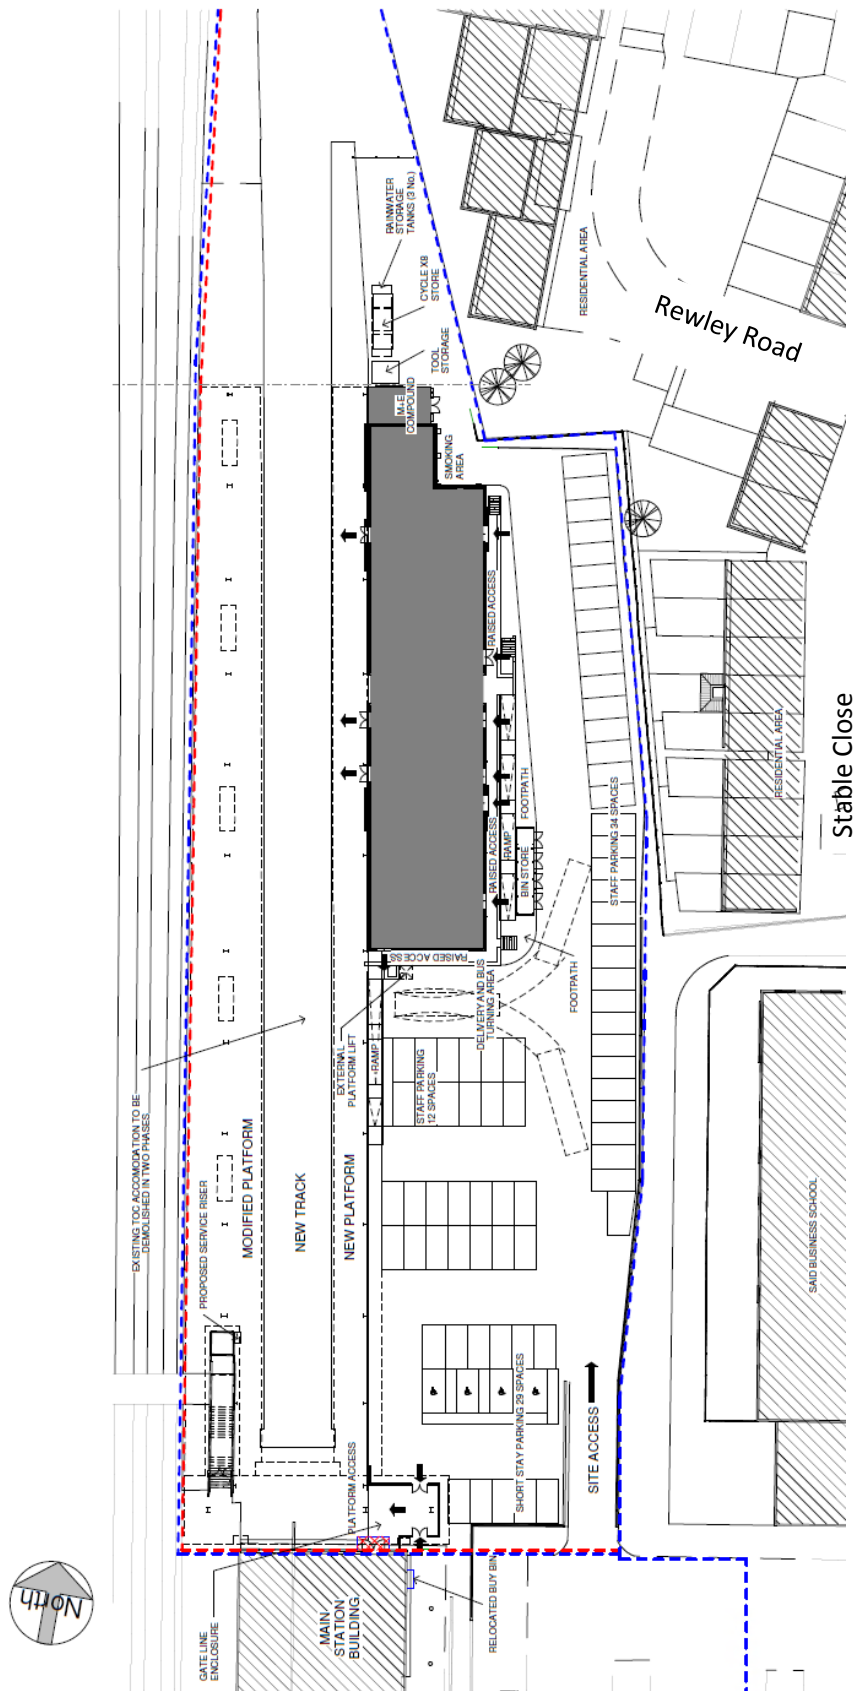 RAINWATER
STORAGE
TANKS (3 No.)
CYCLE X8
STORE
TOOL
STORAGE
M+E
COMPOUND
SMOKING
AREA
RESIDENTIAL AREA
Rewley Road
RAISED ACCESS
RAISED ACCESS
FOOTPATH
RAMP
BIN STORE
RAISED ACCESS
STAFF PARKING 34 SPACES
RESIDENTIAL AREA
Stable Close
DELIVERY AND BUS
TURNING AREA
FOOTPATH
EXTERNAL
PLATFORM LIFT
RAMP
STAFF PARKING
12 SPACES
EXISTING TOC ACCOMODATION TO BE
DEMOLISHED IN TWO PHASES
PROPOSED SERVICE RISER
MODIFIED PLATFORM
NEW TRACK
NEW PLATFORM
SAID BUSINESS SCHOOL
SHORT STAY PARKING 29 SPACES
SITE ACCESS
PLATFORM ACCESS
GATE LINE
ENCLOSURE
MAIN
STATION
BUILDING
RELOCATED BUY BIN
North